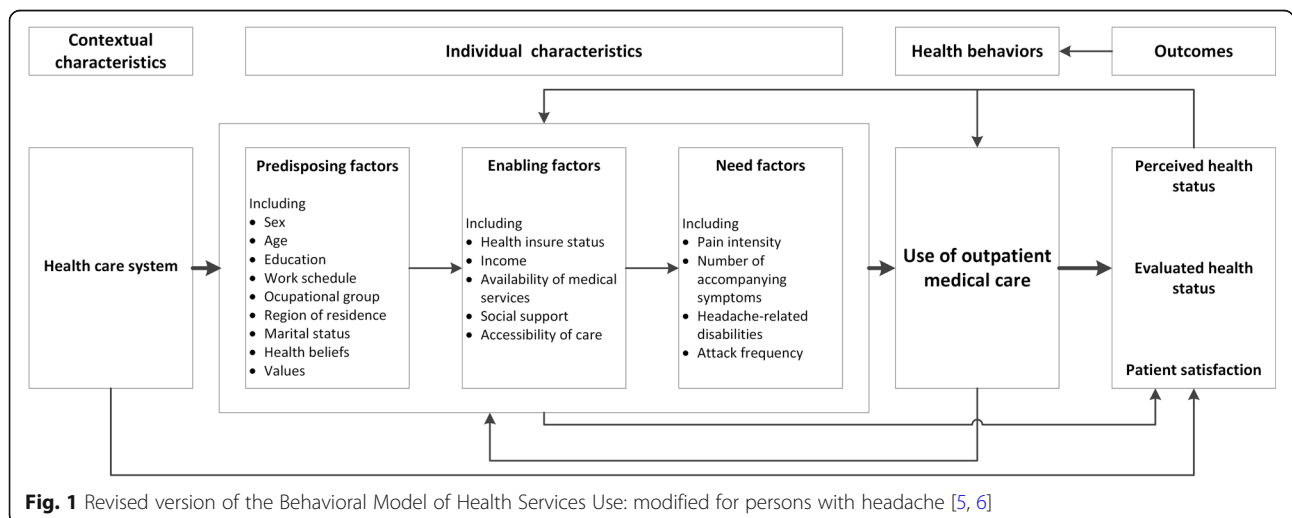 Contextual
characteristics
Individual characteristics
Health behaviors
Outcomes
Health care system
Predisposing factors
Including
• Sex
• Age
• Education
• Work schedule
• Ocupational group
• Region of residence
• Marital status
• Health beliefs
• Values
Enabling factors
Including
• Health insure status
• Income
• Availability of medical
services
• Social support
• Accessibility of care
Need factors
Including
• Pain intensity
• Number of
accompanying
symptoms
• Headache-related
disabilities
• Attack frequency
Use of outpatient
medical care
Perceived health
status
Evaluated health
status
Patient satisfaction
Fig. 1 Revised version of the Behavioral Model of Health Services Use: modified for persons with headache [5, 6]